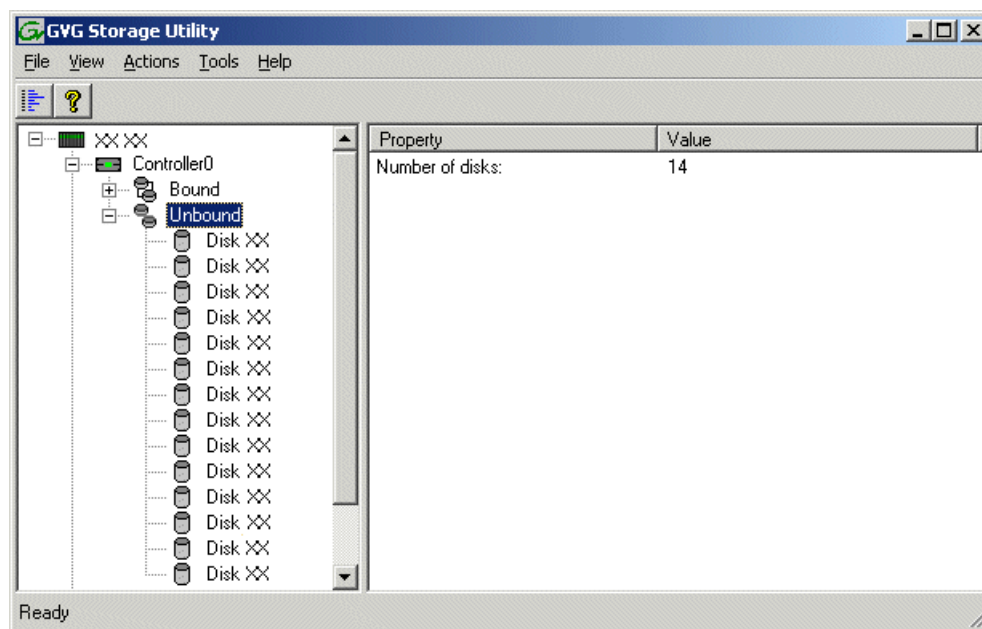 GVG Storage Utility
File View Actions Tools Help
XX XX
Controller0
Bound
Unbound
Disk XX
Disk XX
Disk XX
Disk XX
Disk XX
Disk XX
Disk XX
Disk XX
Disk XX
Disk XX
Disk XX
Disk XX
Disk XX
Disk XX
Property Value
Number of disks: 14
Ready